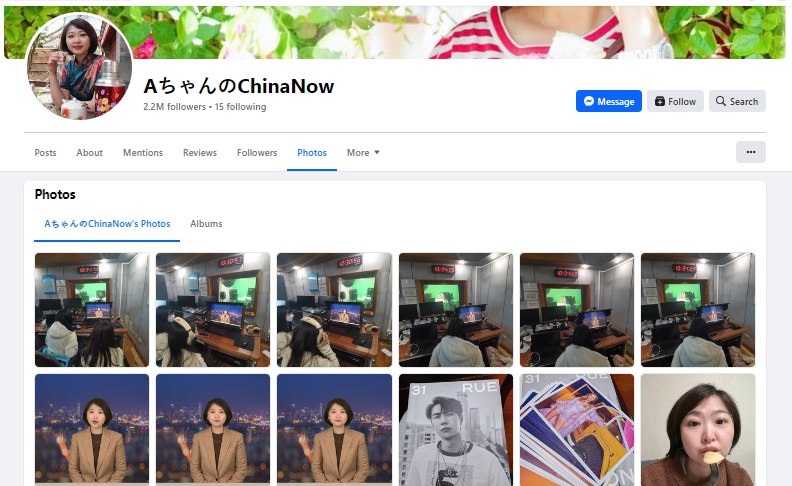 AちゃんのChinaNow
2.2M followers • 15 following
Message
Follow
Search
Posts
About
Mentions
Reviews
Followers
Photos
More
Photos
AちゃんのChinaNow's Photos
Albums
31 RUE
31 RUE